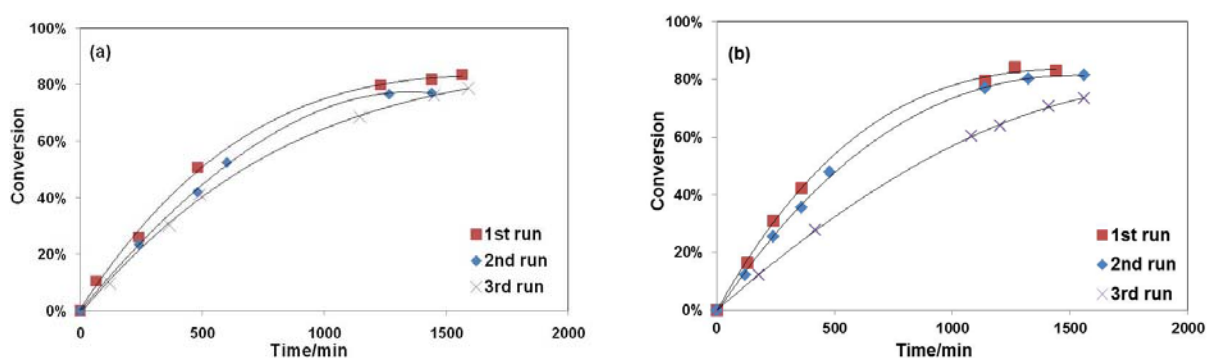 (a)
Conversion
100%
80%
60%
40%
20%
0%
0 500 1000 1500 2000
Time/min
1st run
2nd run
3rd run
(b)
Conversion
100%
80%
60%
40%
20%
0%
0 500 1000 1500 2000
Time/min
1st run
2nd run
3rd run